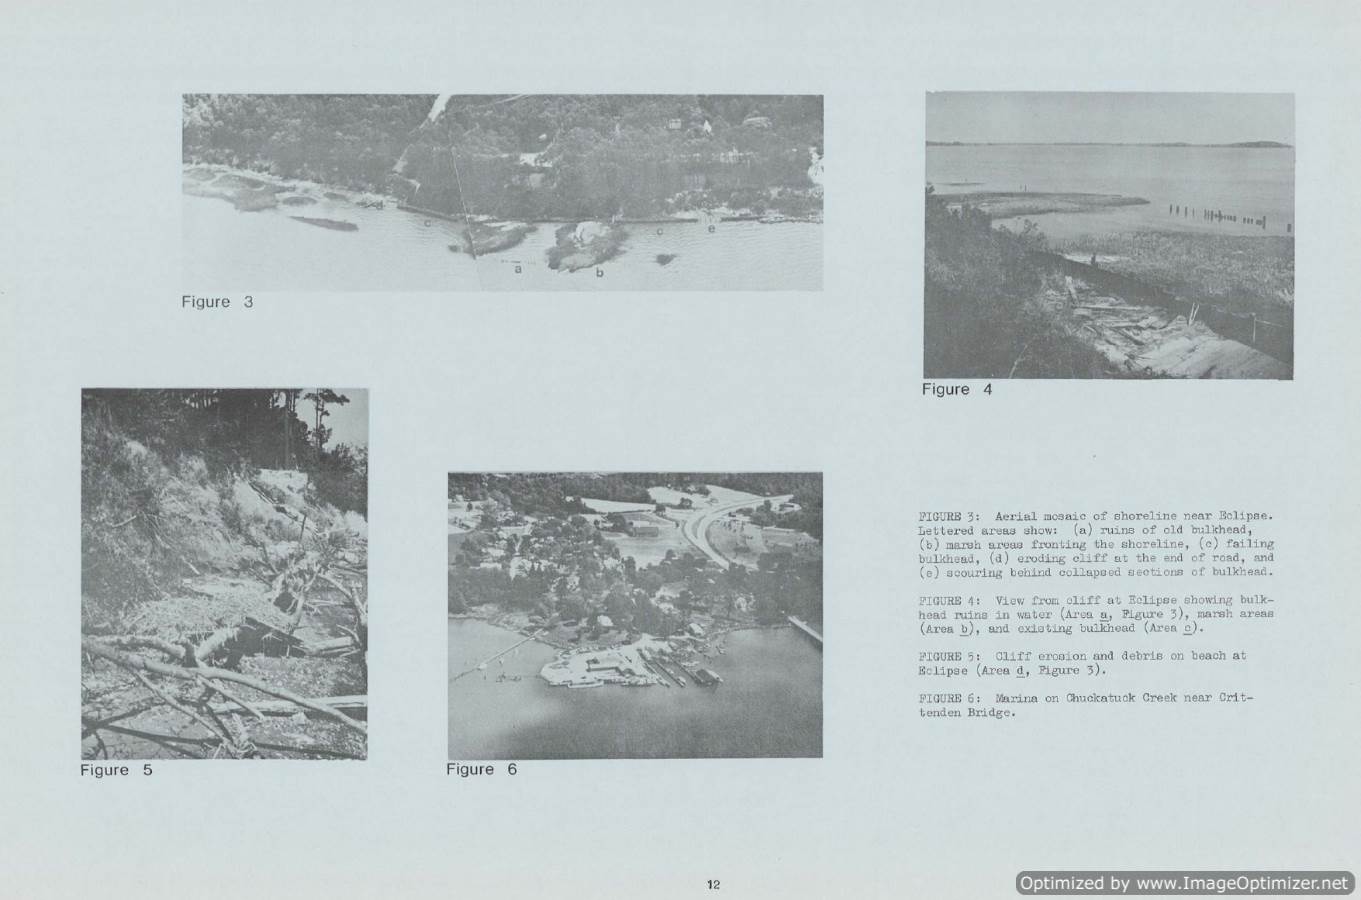 d
c
c
e
a
b
Figure 3
Figure 4
Figure 5
Figure 6
FIGURE 3: Aerial mosaic of shoreline near Eclipse.
Lettered areas show: (a) ruins of old bulkhead,
(b) marsh areas fronting the shoreline, (c) failing
bulkhead, (d) eroding cliff at the end of road, and
(e) scouring behind collapsed sections of bulkhead.
FIGURE 4: View from cliff at Eclipse showing bulk-
head ruins in water (Area a, Figure 3), marsh areas
(Area b), and existing bulkhead (Area c).
FIGURE 5: Cliff erosion and debris on beach at
Eclipse (Area d, Figure 3).
FIGURE 6: Marina on Chuckatuck Creek near Crit-
tenden Bridge.
12
Optimized by www.ImageOptimizer.net